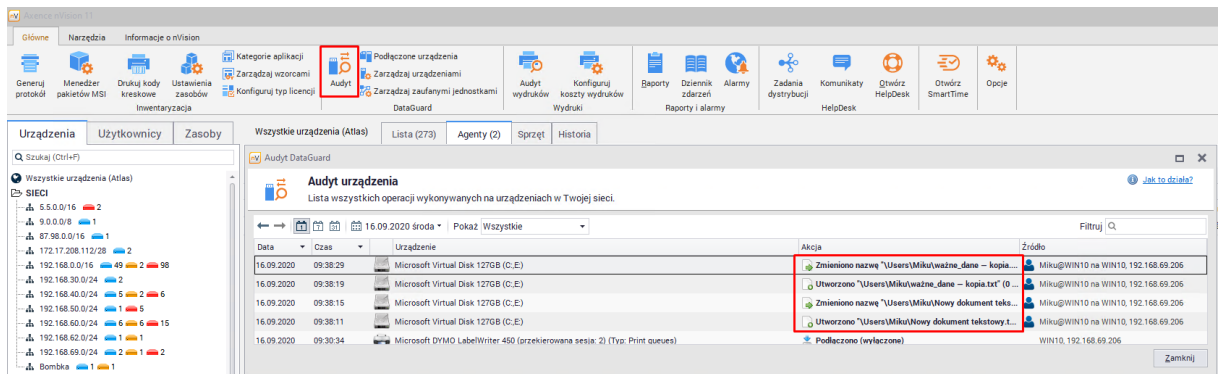 Axence nVision 11
Główne Narzędzia Informacje o nVision
Generuj protokół
Menedżer pakietów MSI
Drukuj kody kreskowe
Ustawienia zasobów
Kategorie aplikacji
Zarządzaj wzorcami
Konfiguruj typ licencji
Inwentaryzacja
Audyt
Podłączone urządzenia
Zarządzaj urządzeniami
Zarządzaj zaufanymi jednostkami
DataGuard
Audyt wydruków
Konfiguruj koszty wydruków
Wydruki
Raporty
Dziennik zdarzeń
Alarmy
Raporty i alarmy
Zadania dystrybucji
Komunikaty
Otwórz HelpDesk
HelpDesk
Otwórz SmartTime
Opcje
Urządzenia Użytkownicy Zasoby
Wszystkie urządzenia (Atlas) Lista (273) Agenty (2) Sprzęt Historia
Szukaj (Ctrl+F)
Wszystkie urządzenia (Atlas)
SIECI
5.5.0.0/16 2
9.0.0.0/8 1
87.98.0.0/16 1
172.17.208.112/28 2
192.168.0.0/16 49 2 98
192.168.30.0/24 2
192.168.40.0/24 5 2 6
192.168.50.0/24 1 5
192.168.60.0/24 6 6 15
192.168.62.0/24 1 1
192.168.69.0/24 2 1 2
Bombka 1 1
Audyt DataGuard
Audyt urządzenia
Lista wszystkich operacji wykonywanych na urządzeniach w Twojej sieci.
Jak to działa?
16.09.2020 środa Pokaż Wszystkie Filtruj
Data Czas Urządzenie Akcja Źródło
16.09.2020 09:38:29 Microsoft Virtual Disk 127GB (C:,E:) Zmieniono nazwę "\Users\Miku\ważne_dane — kopia.... Miku@WIN10 na WIN10, 192.168.69.206
16.09.2020 09:38:19 Microsoft Virtual Disk 127GB (C:,E:) Utworzono "\Users\Miku\ważne_dane — kopia.txt" (0 ... Miku@WIN10 na WIN10, 192.168.69.206
16.09.2020 09:38:15 Microsoft Virtual Disk 127GB (C:,E:) Zmieniono nazwę "\Users\Miku\Nowy dokument teks... Miku@WIN10 na WIN10, 192.168.69.206
16.09.2020 09:38:11 Microsoft Virtual Disk 127GB (C:,E:) Utworzono "\Users\Miku\Nowy dokument tekstowy.t... Miku@WIN10 na WIN10, 192.168.69.206
16.09.2020 09:30:34 Microsoft DYMO LabelWriter 450 (przekierowana sesja: 2) (Typ: Print queues) Podłączono (wyłączone) WIN10, 192.168.69.206
Zamknij